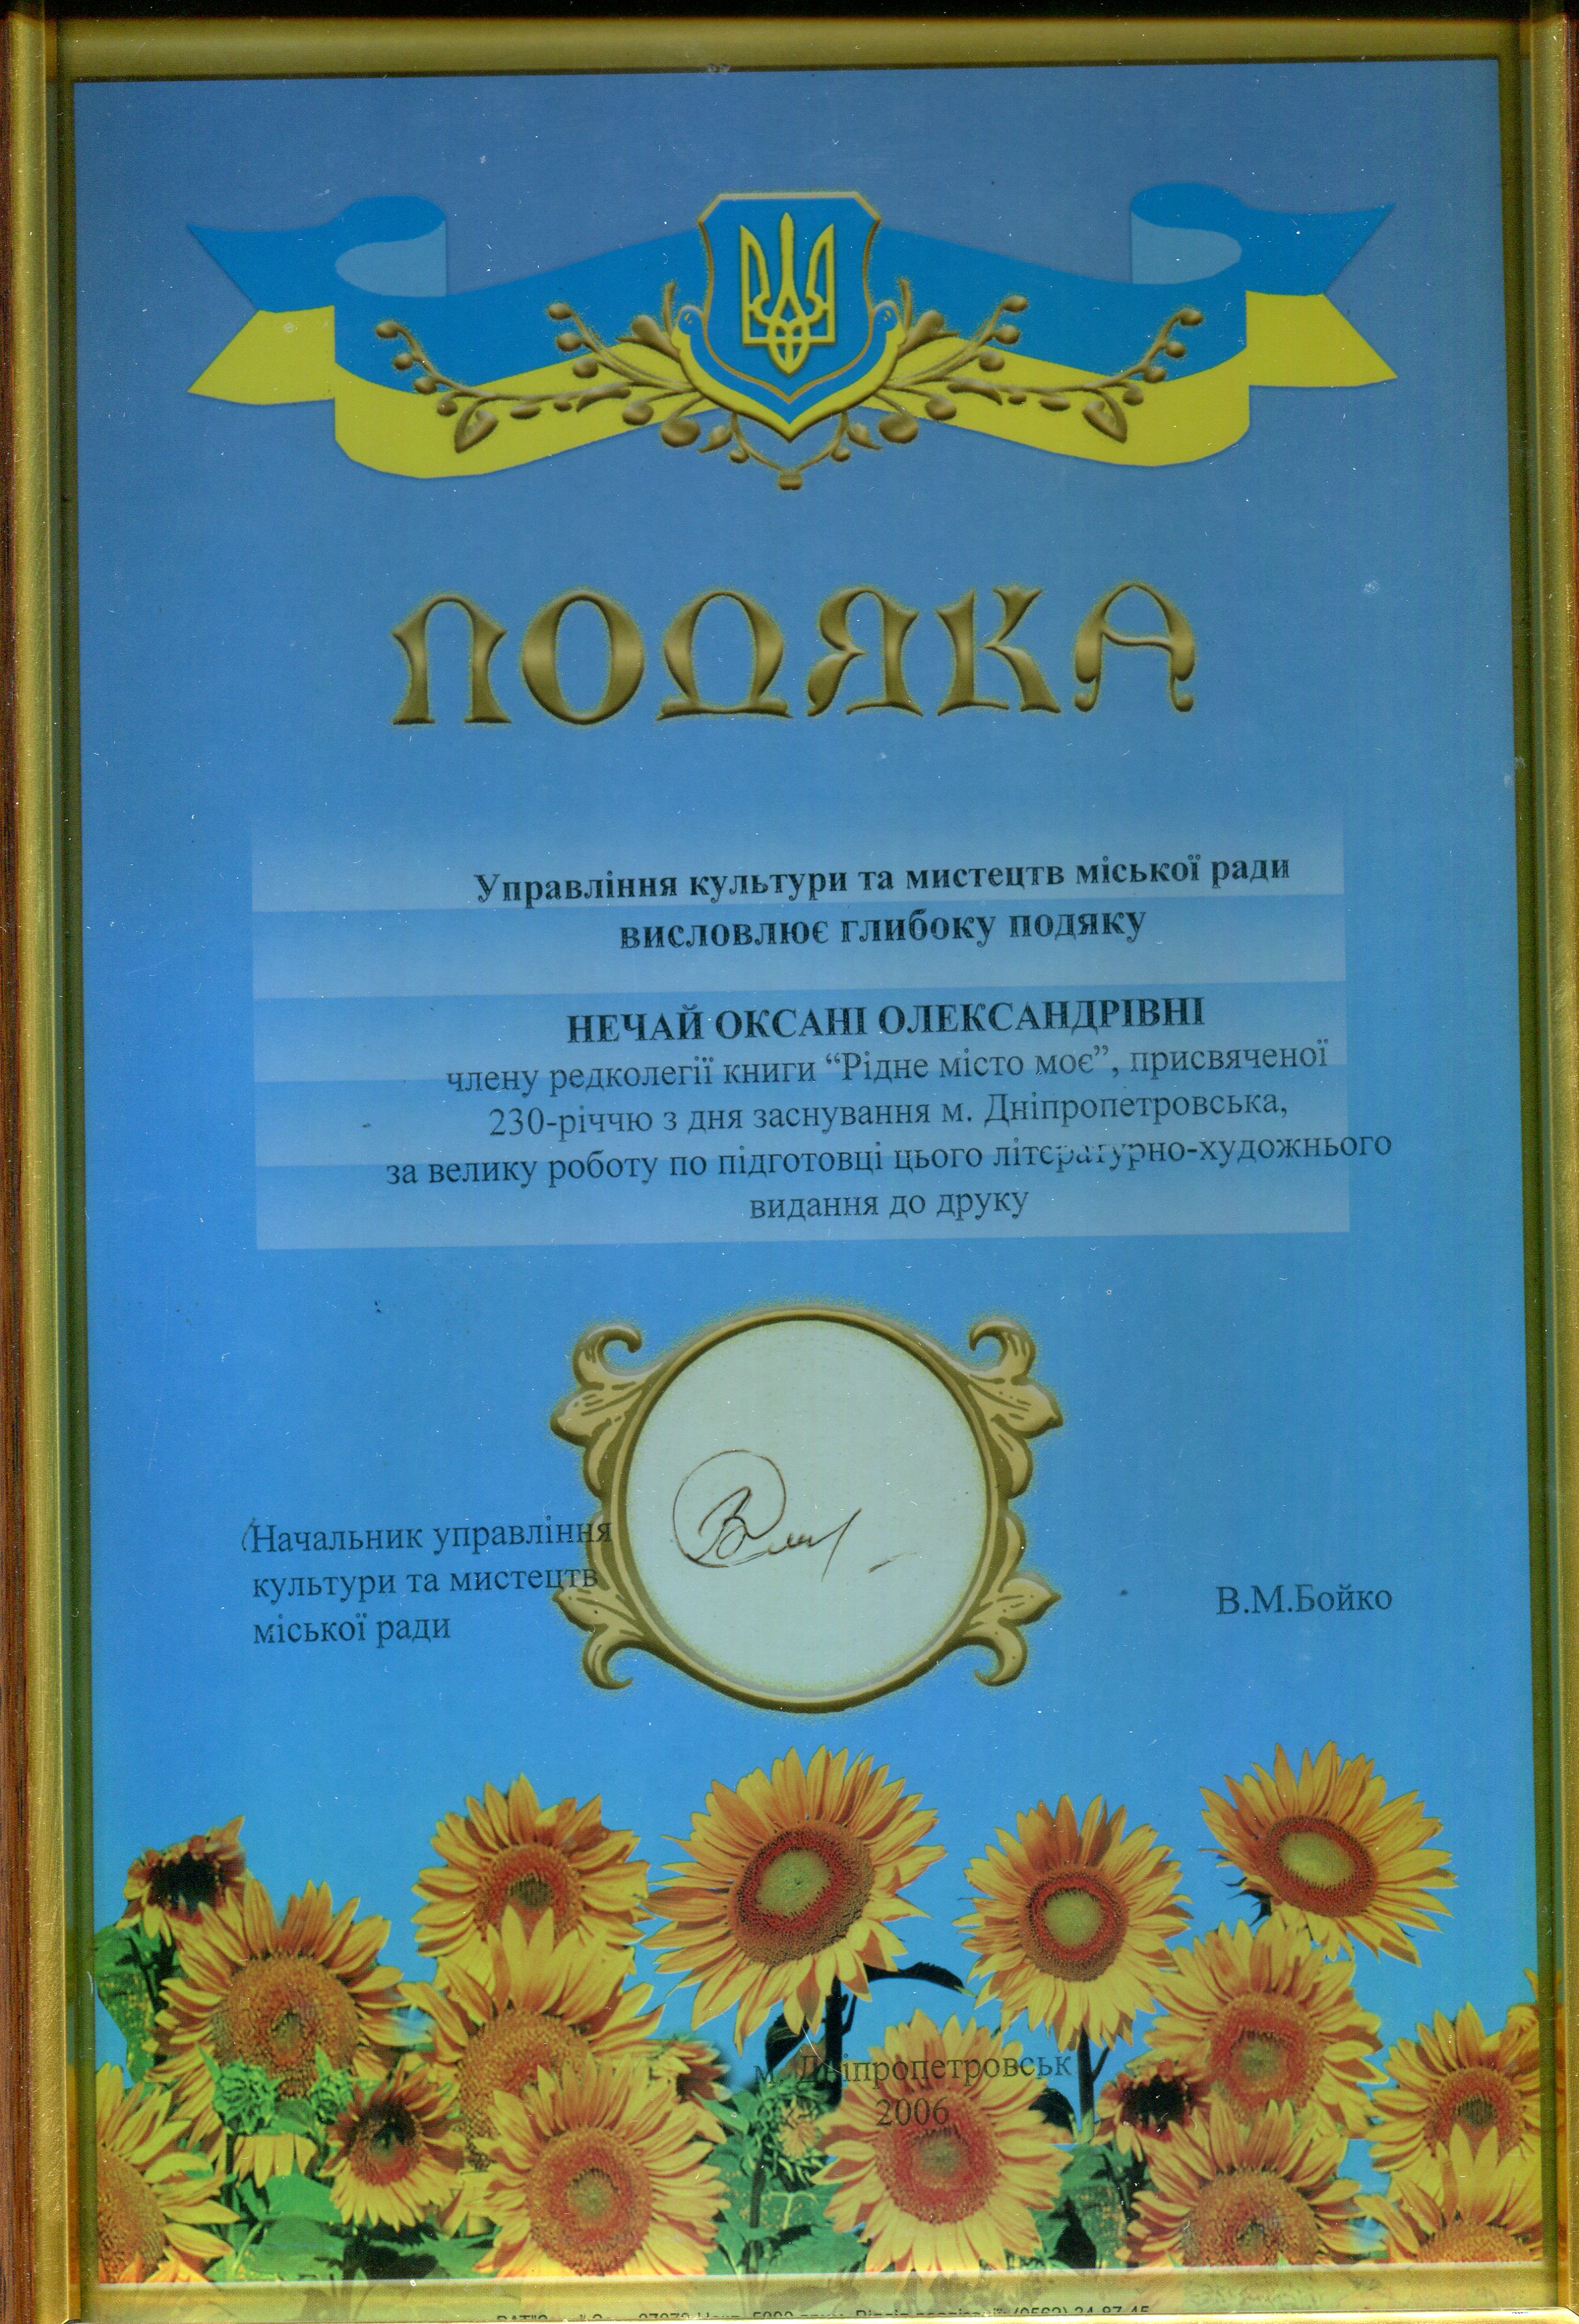 ПОДЯКА
Управління культури та мистецтв міської ради
висловлює глибоку подяку
НЕЧАЙ ОКСАНІ ОЛЕКСАНДРІВНІ
члену редколегії книги “Рідне місто моє”, присвяченої
230-річчю з дня заснування м. Дніпропетровська,
за велику роботу по підготовці цього літературно-художнього
видання до друку
Начальник управління
культури та мистецтв
міської ради
В.М.Бойко
м. Дніпропетровськ
2006